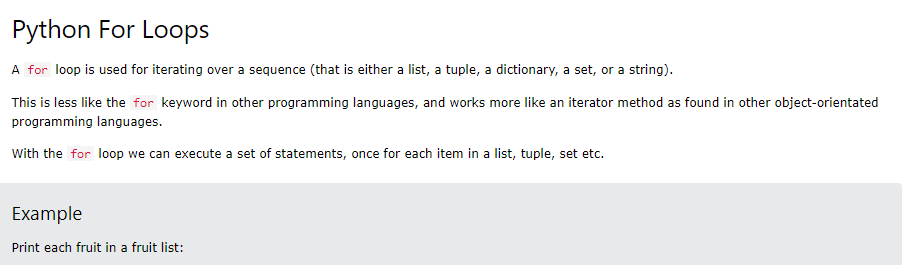 Python For Loops
A for loop is used for iterating over a sequence (that is either a list, a tuple, a dictionary, a set, or a string).
This is less like the for keyword in other programming languages, and works more like an iterator method as found in other object-orientated
programming languages.
With the for loop we can execute a set of statements, once for each item in a list, tuple, set etc.
Example
Print each fruit in a fruit list: